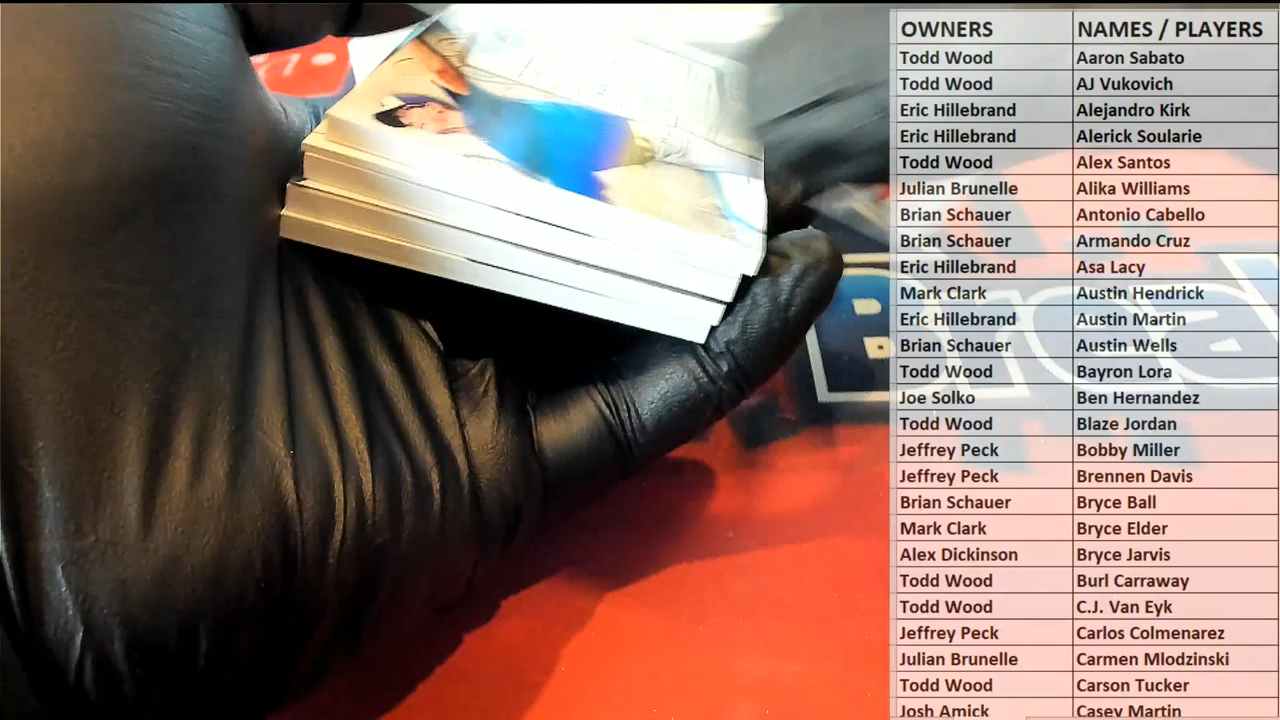 OWNERS NAMES / PLAYERS
Todd Wood Aaron Sabato
Todd Wood AJ Vukovich
Eric Hillebrand Alejandro Kirk
Eric Hillebrand Alerick Soularie
Todd Wood Alex Santos
Julian Brunelle Alika Williams
Brian Schauer Antonio Cabello
Brian Schauer Armando Cruz
Eric Hillebrand Asa Lacy
Mark Clark Austin Hendrick
Eric Hillebrand Austin Martin
Brian Schauer Austin Wells
Todd Wood Bayron Lora
Joe Solko Ben Hernandez
Todd Wood Blaze Jordan
Jeffrey Peck Bobby Miller
Jeffrey Peck Brennen Davis
Brian Schauer Bryce Ball
Mark Clark Bryce Elder
Alex Dickinson Bryce Jarvis
Todd Wood Burl Carraway
Todd Wood C.J. Van Eyk
Jeffrey Peck Carlos Colmenarez
Julian Brunelle Carmen Mlodzinski
Todd Wood Carson Tucker
Josh Amick Casey Martin